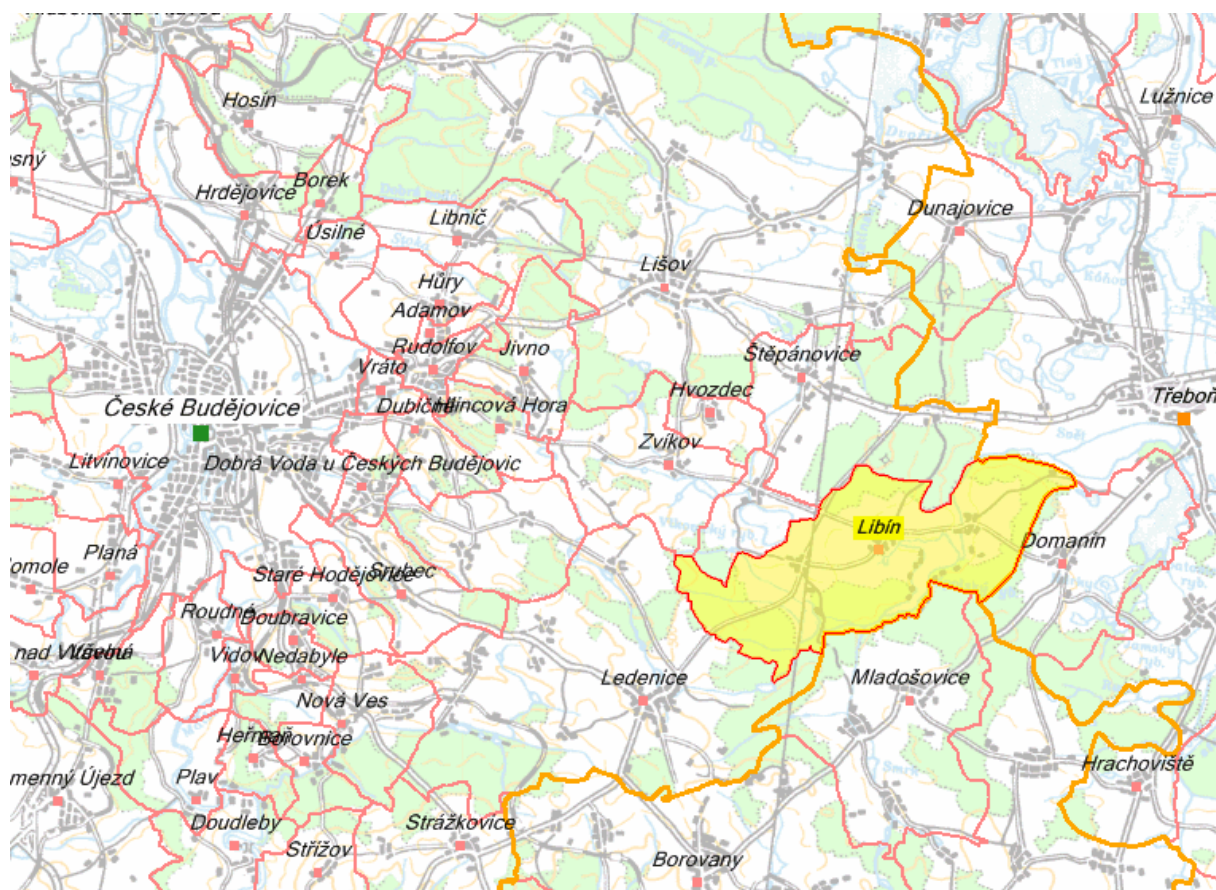 Hosín
Lužnice
Borek
Hrdějovice
Úsilné
Libníč
Dunajovice
Lišov
Hůry
Adamov
Rudolfov
Jivno
Vráto
Štěpánovice
Hvozdec
Třeboň
České Budějovice
Dubičné
Hlincová Hora
Zvíkov
Litvínovice
Dobrá Voda u Českých Budějovic
Libín
Domanín
Planá
Staré Hodějovice
Srubec
Roudné
Doubravice
Vidov
Nedabyle
Ledenice
Mladošovice
Nová Ves
Heřmaň
Borovnice
Hrachoviště
Plav
Doudleby
Strážkovice
Střížov
Borovany